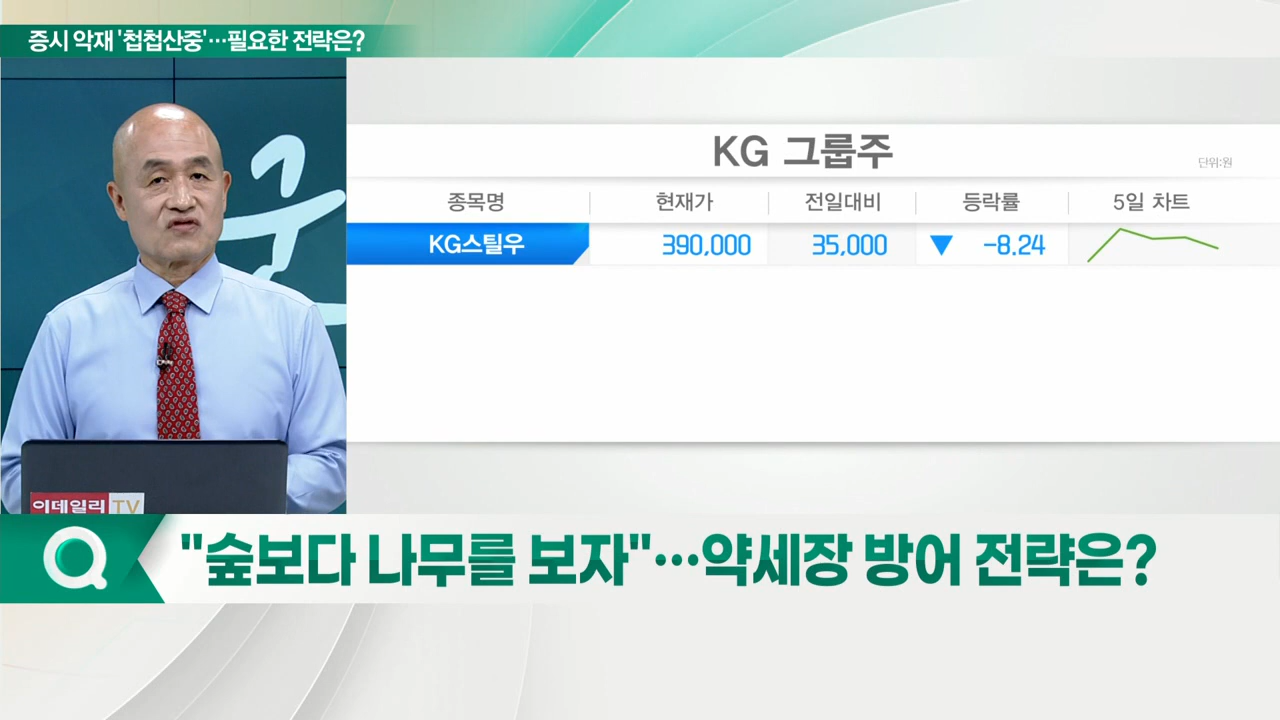 증시 악재 '첩첩산중'…필요한 전략은?
KG 그룹주
단위:원
종목명 현재가 전일대비 등락률 5일 차트
KG스틸우 390,000 35,000 ▼ -8.24
이데일리TV
"숲보다 나무를 보자"…약세장 방어 전략은?